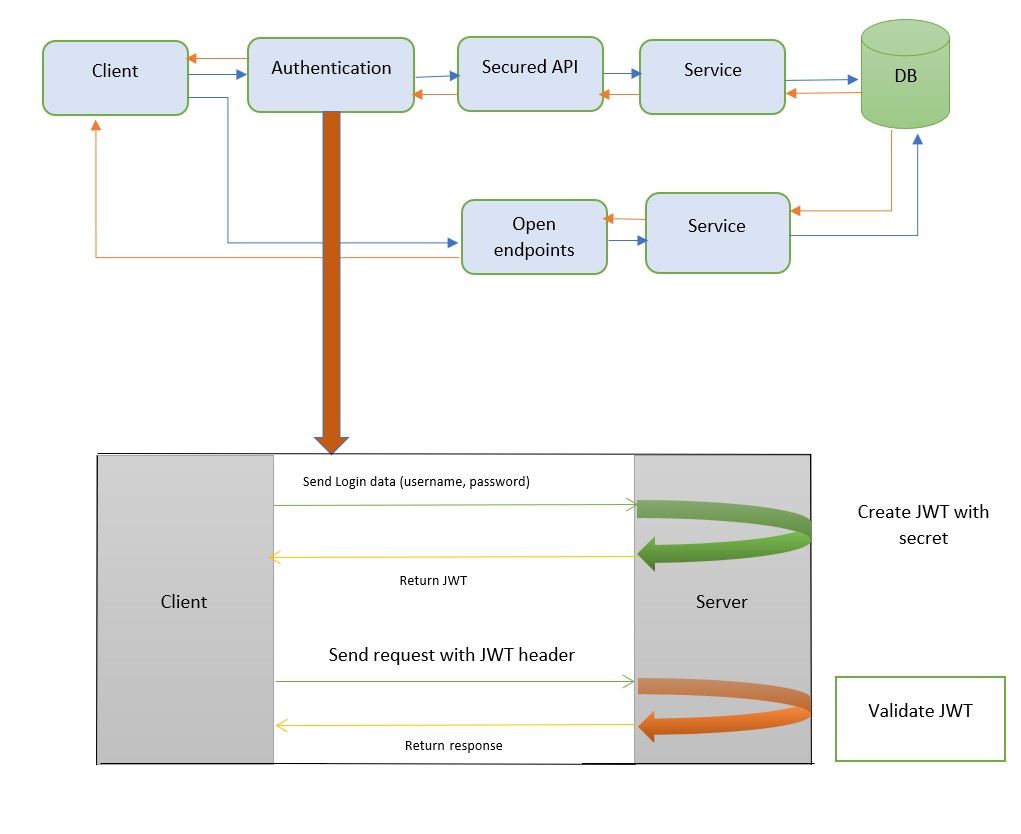 Client
Authentication
Secured API
Service
DB
Open
endpoints
Service
Send Login data (username, password)
Create JWT with
secret
Return JWT
Client
Server
Send request with JWT header
Validate JWT
Return response